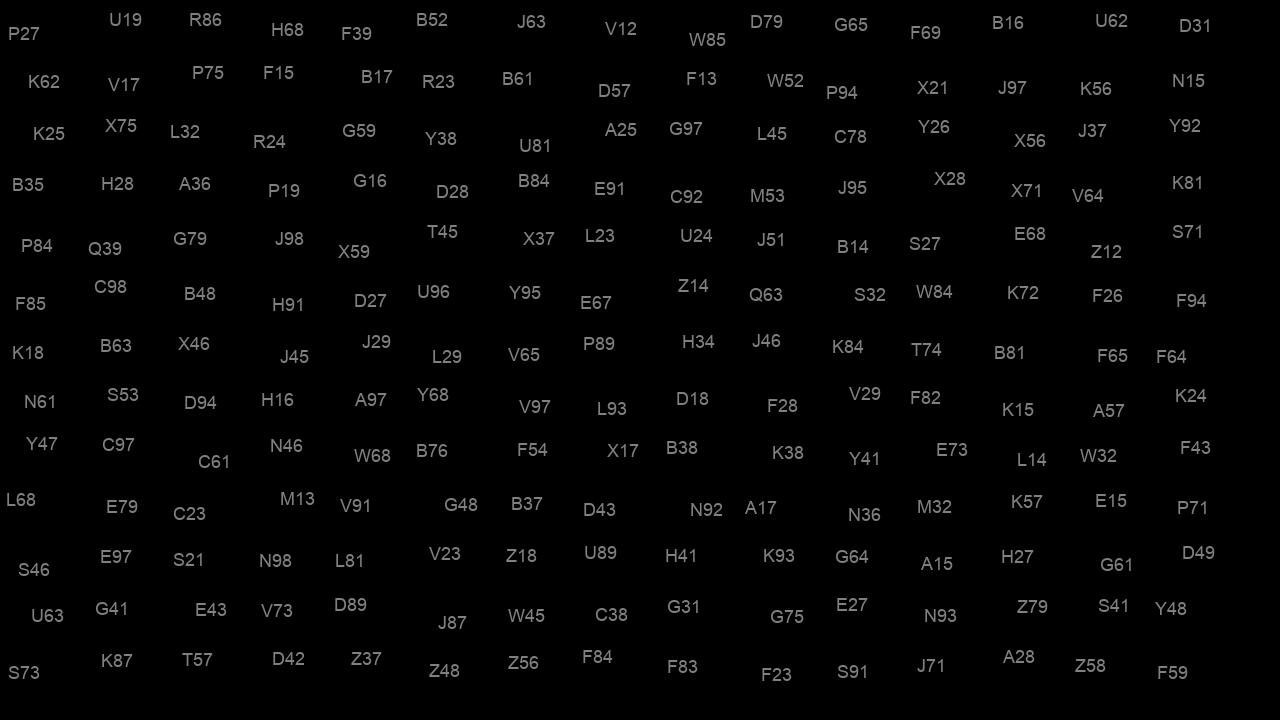 P27 U19 R86 H68 F39 B52 J63 V12 W85 D79 G65 F69 B16 U62 D31
K62 V17 P75 F15 B17 R23 B61 D57 F13 W52 P94 X21 J97 K56 N15
K25 X75 L32 R24 G59 Y38 U81 A25 G97 L45 C78 Y26 X56 J37 Y92
B35 H28 A36 P19 G16 D28 B84 E91 C92 M53 J95 X28 X71 V64 K81
P84 Q39 G79 J98 X59 T45 X37 L23 U24 J51 B14 S27 E68 Z12 S71
F85 C98 B48 H91 D27 U96 Y95 E67 Z14 Q63 S32 W84 K72 F26 F94
K18 B63 X46 J45 J29 L29 V65 P89 H34 J46 K84 T74 B81 F65 F64
N61 S53 D94 H16 A97 Y68 V97 L93 D18 F28 V29 F82 K15 A57 K24
Y47 C97 C61 N46 W68 B76 F54 X17 B38 K38 Y41 E73 L14 W32 F43
L68 E79 C23 M13 V91 G48 B37 D43 N92 A17 N36 M32 K57 E15 P71
S46 E97 S21 N98 L81 V23 Z18 U89 H41 K93 G64 A15 H27 G61 D49
U63 G41 E43 V73 D89 J87 W45 C38 G31 G75 E27 N93 Z79 S41 Y48
S73 K87 T57 D42 Z37 Z48 Z56 F84 F83 F23 S91 J71 A28 Z58 F59